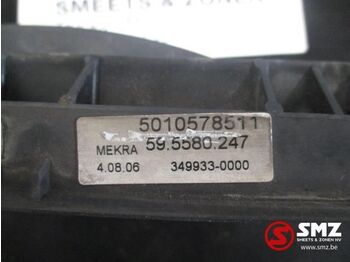 SMEETS & ZONEN
5010578511
MEKRA 59.5580.247
4.08.06 349933-0000
SMZ
SMEETS & ZONEN NV